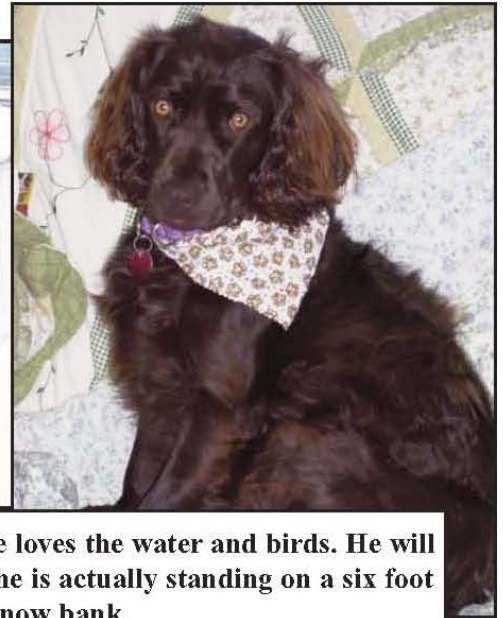 e loves the water and birds. He will
he is actually standing on a six foot
now bank